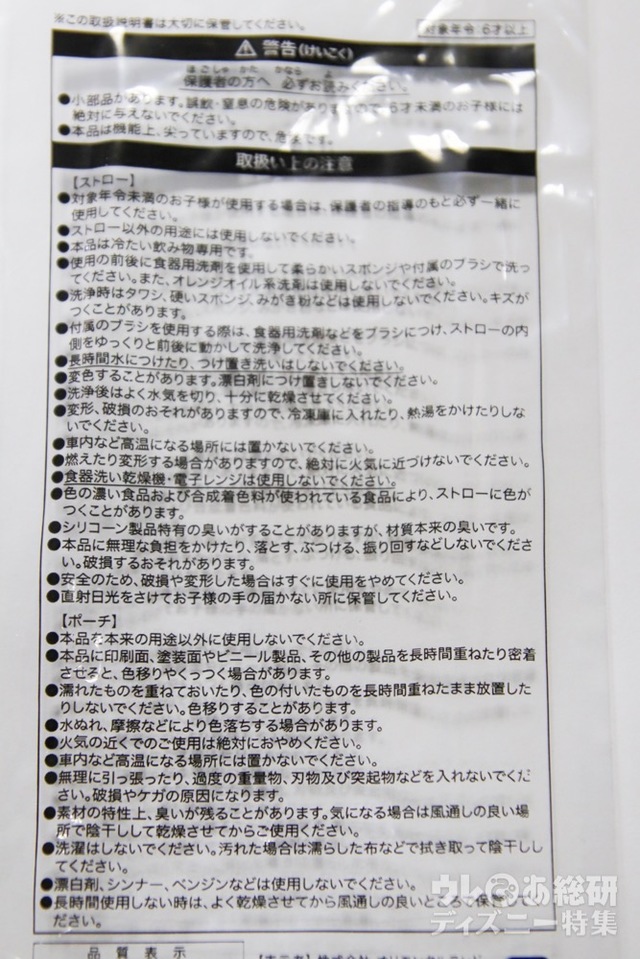 ※この取扱説明書は大切に保管してください。
対象年令 6才以上
警告(けいこく)
ほごしゃ かた かなら よ
保護者の方へ 必ずお読みください。
●小部品があります。誤飲・窒息の危険がありますので、6才未満のお子様には
絶対に与えないでください。
●本品は機能上、尖っていますので、危険です。
取扱い上の注意
【ストロー】
●対象年令未満のお子様が使用する場合は、保護者の指導のもと必ず一緒に
使用してください。
●ストロー以外の用途には使用しないでください。
●本品は冷たい飲み物専用です。
●使用の前後に食器用洗剤を使用して柔らかいスポンジや付属のブラシで洗っ
てください。また、オレンジオイル系洗剤は使用しないでください。
●洗浄時はタワシ、硬いスポンジ、みがき粉などは使用しないでください。キズが
つくことがあります。
●付属のブラシを使用する際は、食器用洗剤などをブラシにつけ、ストローの内
側をゆっくりと前後に動かして洗浄してください。
●長時間水につけたり、つけ置き洗いはしないでください。
●変色することがあります。漂白剤につけ置きしないでください。
●洗浄後はよく水気を切り、十分に乾燥させてください。
●変形、破損のおそれがありますので、冷凍庫に入れたり、熱湯をかけたりしな
いでください。
●車内など高温になる場所には置かないでください。
●燃えたり変形する場合がありますので、絶対に火気に近づけないでください。
●食器洗い乾燥機・電子レンジは使用しないでください。
●色の濃い食品および合成着色料が使われている食品により、ストローに色が
つくことがあります。
●シリコーン製品特有の臭いがすることがありますが、材質本来の臭いです。
●本品に無理な負担をかけたり、落とす、ぶつける、振り回すなどしないでくださ
い。破損するおそれがあります。
●安全のため、破損や変形した場合はすぐに使用をやめてください。
●直射日光をさけてお子様の手の届かない所に保管してください。
【ポーチ】
●本品を本来の用途以外に使用しないでください。
●本品に印刷面、塗装面やビニール製品、その他の製品を長時間重ねたり密着
させると、色移りやくっつく場合があります。
●濡れたものを重ねておいたり、色の付いたものを長時間重ねたまま放置した
りしないでください。色移りすることがあります。
●水ぬれ、摩擦などにより色落ちする場合があります。
●火気の近くでのご使用は絶対におやめください。
●車内など高温になる場所には置かないでください。
●無理に引っ張ったり、過度の重量物、刃物及び突起物などを入れないでくだ
さい。破損やケガの原因になります。
●素材の特性上、臭いが残ることがあります。気になる場合は風通しの良い場
所で陰干しして乾燥させてからご使用ください。
●洗濯はしないでください。汚れた場合は濡らした布などで拭き取って陰干し
してください。
●漂白剤、シンナー、ベンジンなどは使用しないでください。
●長時間使用しない時は、よく乾燥させてから風通しの良いところで保管して
ください。
ウレぴあ総研
ディズニー特集
品質表示